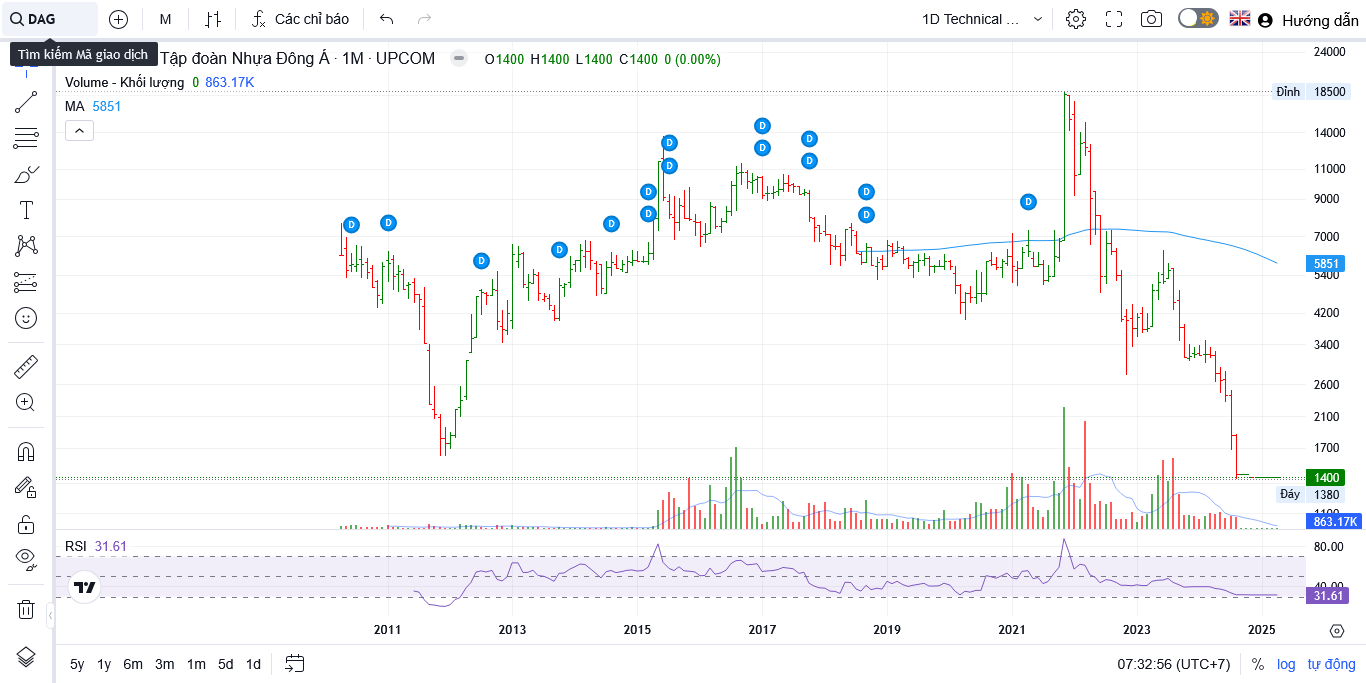 DAG M Các chỉ báo 1D Technical ... Hướng dẫn
Tìm kiếm Mã giao dịch
Tập đoàn Nhựa Đông Á · 1M · UPCOM O1400 H1400 L1400 C1400 0 (0.00%)
Volume - Khối lượng 0 863.17K
MA 5851
24000
Đỉnh 18500
14000
11000
9000
7000
5851
5400
4200
3400
2600
2100
1700
1400
Đáy 1380
863.17K
D D D D D D D D D D D D D D D D
RSI 31.61
80.00
40.00
31.61
2011 2013 2015 2017 2019 2021 2023 2025
5y 1y 6m 3m 1m 5d 1d 07:32:56 (UTC+7) % log tự động